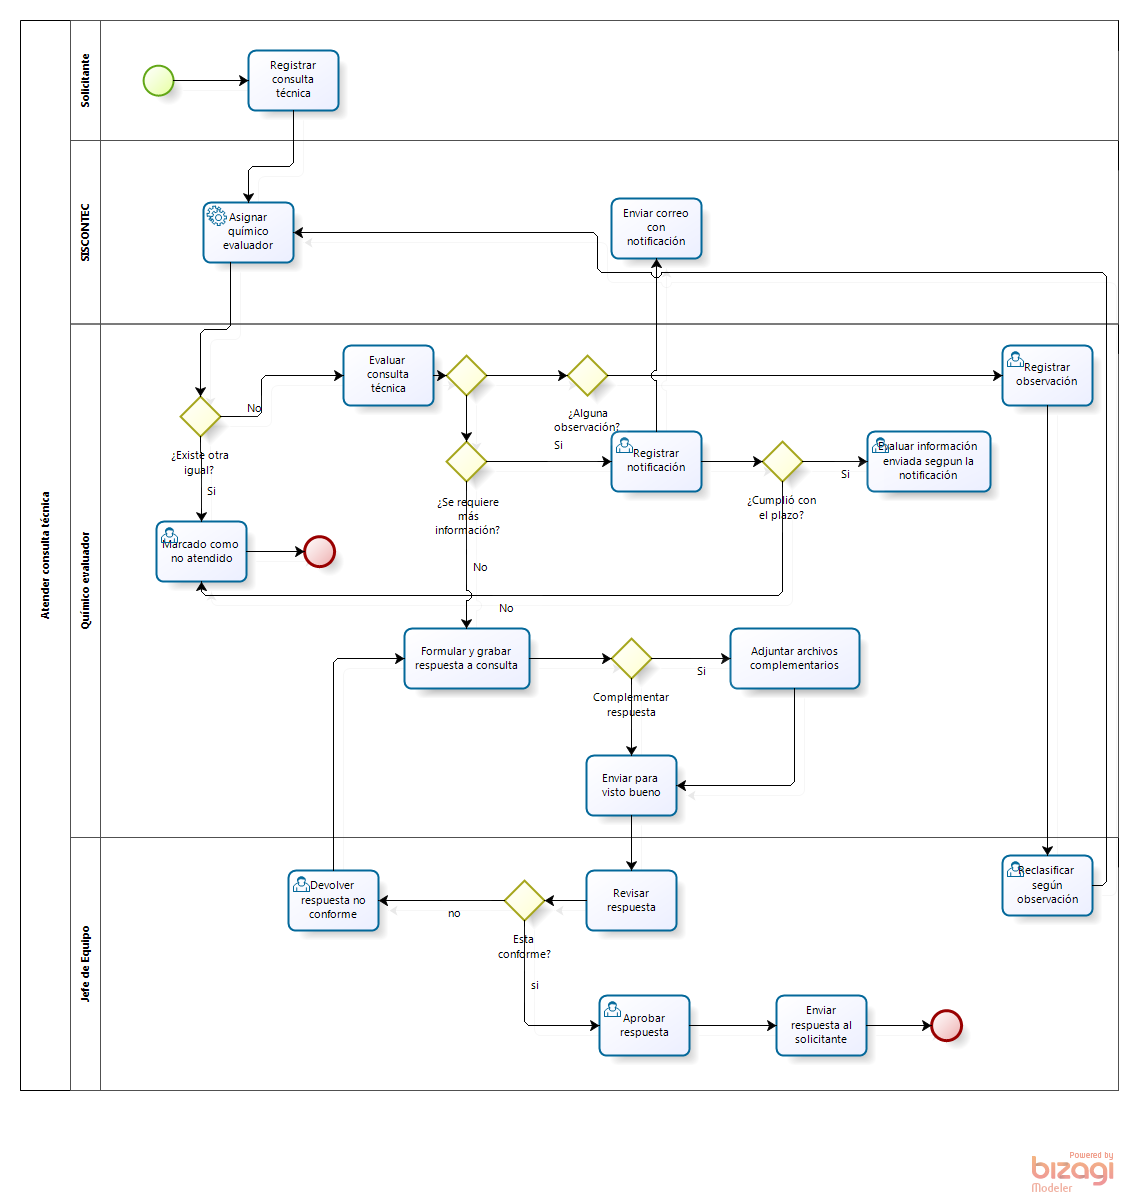 Atender consulta técnica
Solicitante
Registrar
consulta
técnica
SISCONTEC
Asignar
químico
evaluador
Enviar correo
con
notificación
Químico evaluador
Evaluar
consulta
técnica
Registrar
observación
No
¿Alguna
observación?
¿Existe otra
igual?
Si
Si
Registrar
notificación
Evaluar información
enviada segpun la
notificación
Si
¿Se requiere
más
información?
¿Cumplió con
el plazo?
Marcado como
no atendido
No
No
Formular y grabar
respuesta a consulta
Adjuntar archivos
complementarios
Si
Complementar
respuesta
Enviar para
visto bueno
Jefe de Equipo
Devolver
respuesta no
conforme
no
Revisar
respuesta
Reclasificar
según
observación
Esta
conforme?
si
Aprobar
respuesta
Enviar
respuesta al
solicitante
Powered by
bizagi
Modeler